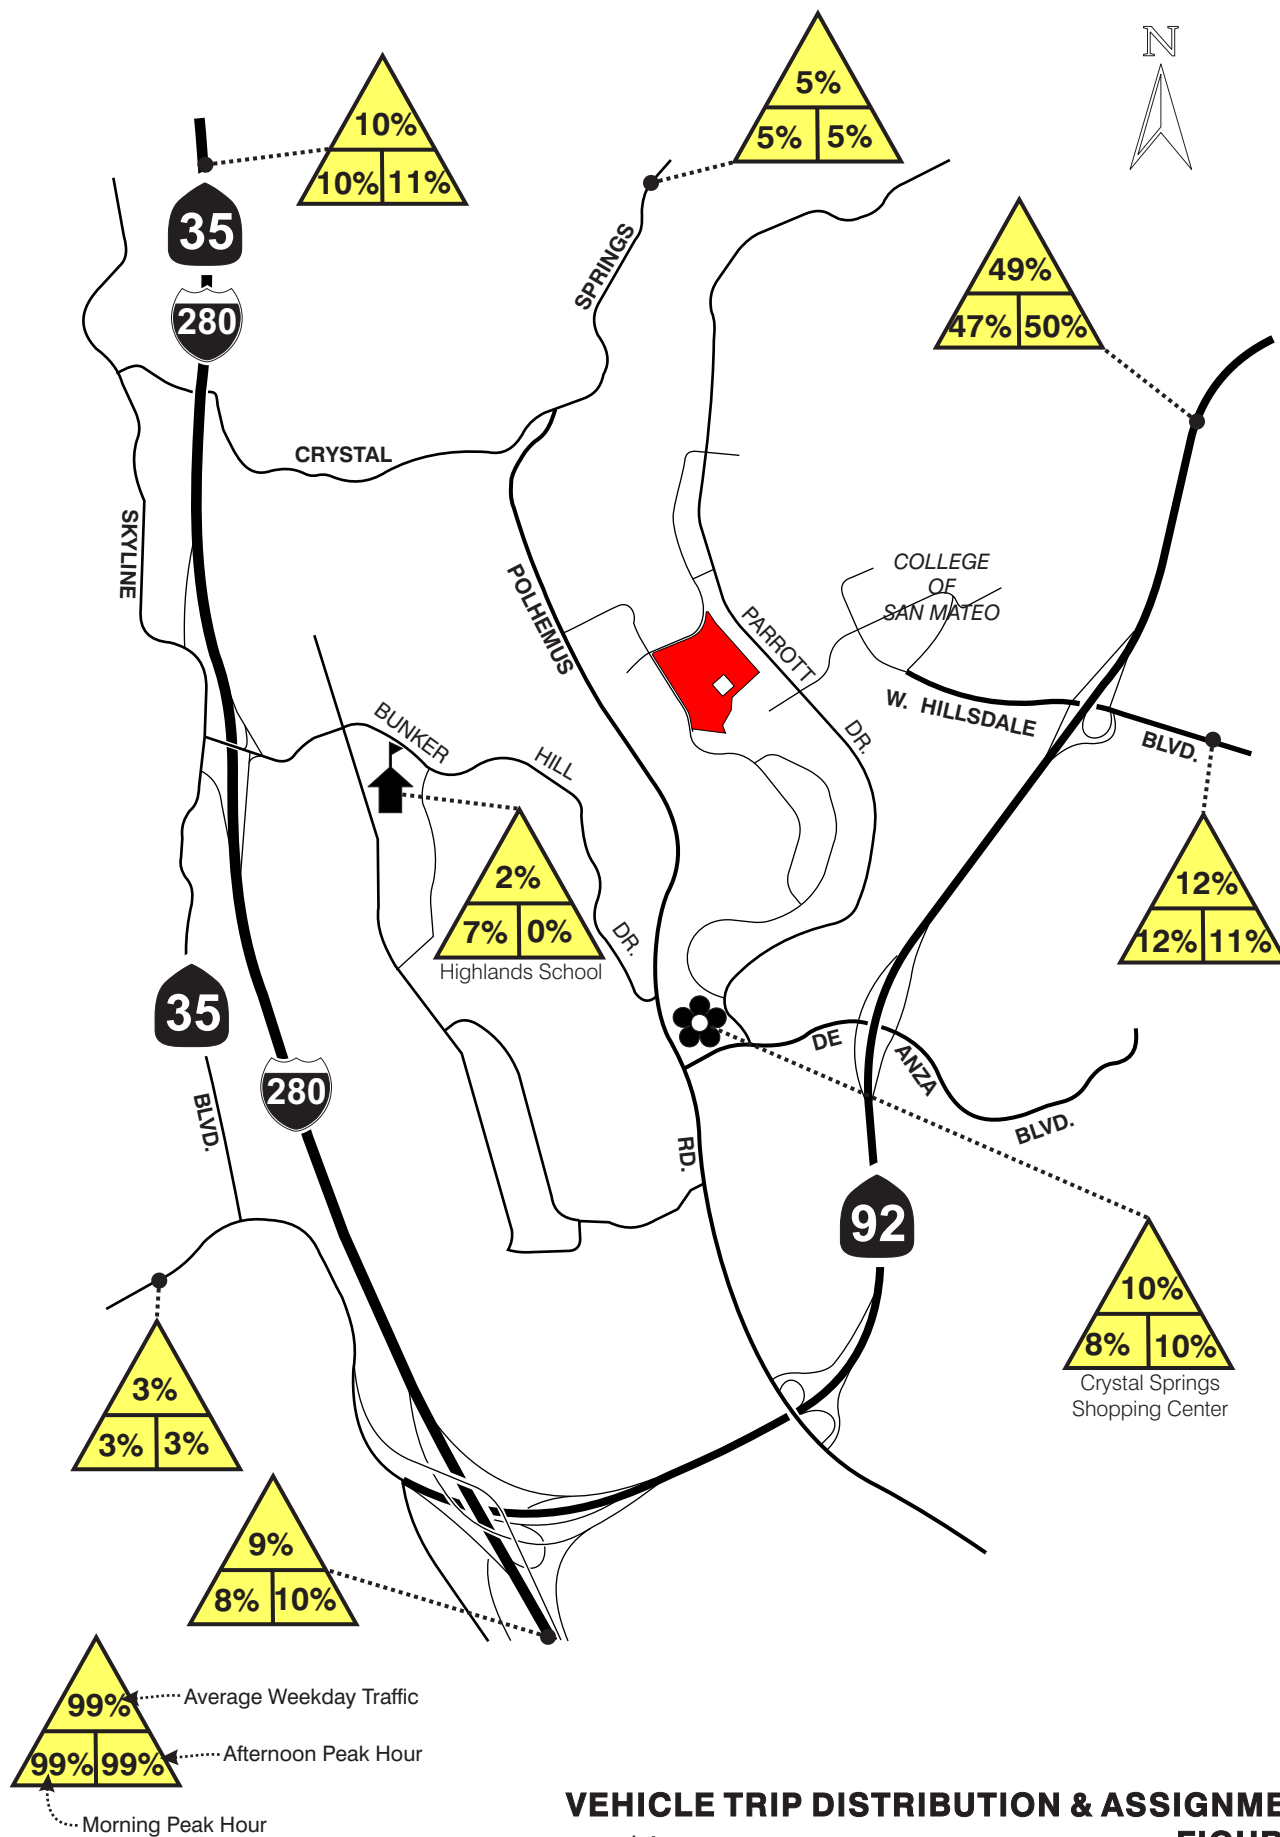 N
10%
10% 11%
5%
5% 5%
35
280
SPRINGS
49%
47% 50%
CRYSTAL
SKYLINE
POLHEMUS
COLLEGE
OF
SAN MATEO
PARROTT
DR.
W. HILLSDALE
BLVD.
BUNKER
HILL
DR.
2%
7% 0%
Highlands School
12%
12% 11%
35
280
BLVD.
DE
ANZA
BLVD.
RD.
92
10%
8% 10%
Crystal Springs
Shopping Center
3%
3% 3%
9%
8% 10%
99%
99% 99%
Average Weekday Traffic
Afternoon Peak Hour
Morning Peak Hour
VEHICLE TRIP DISTRIBUTION & ASSIGNME